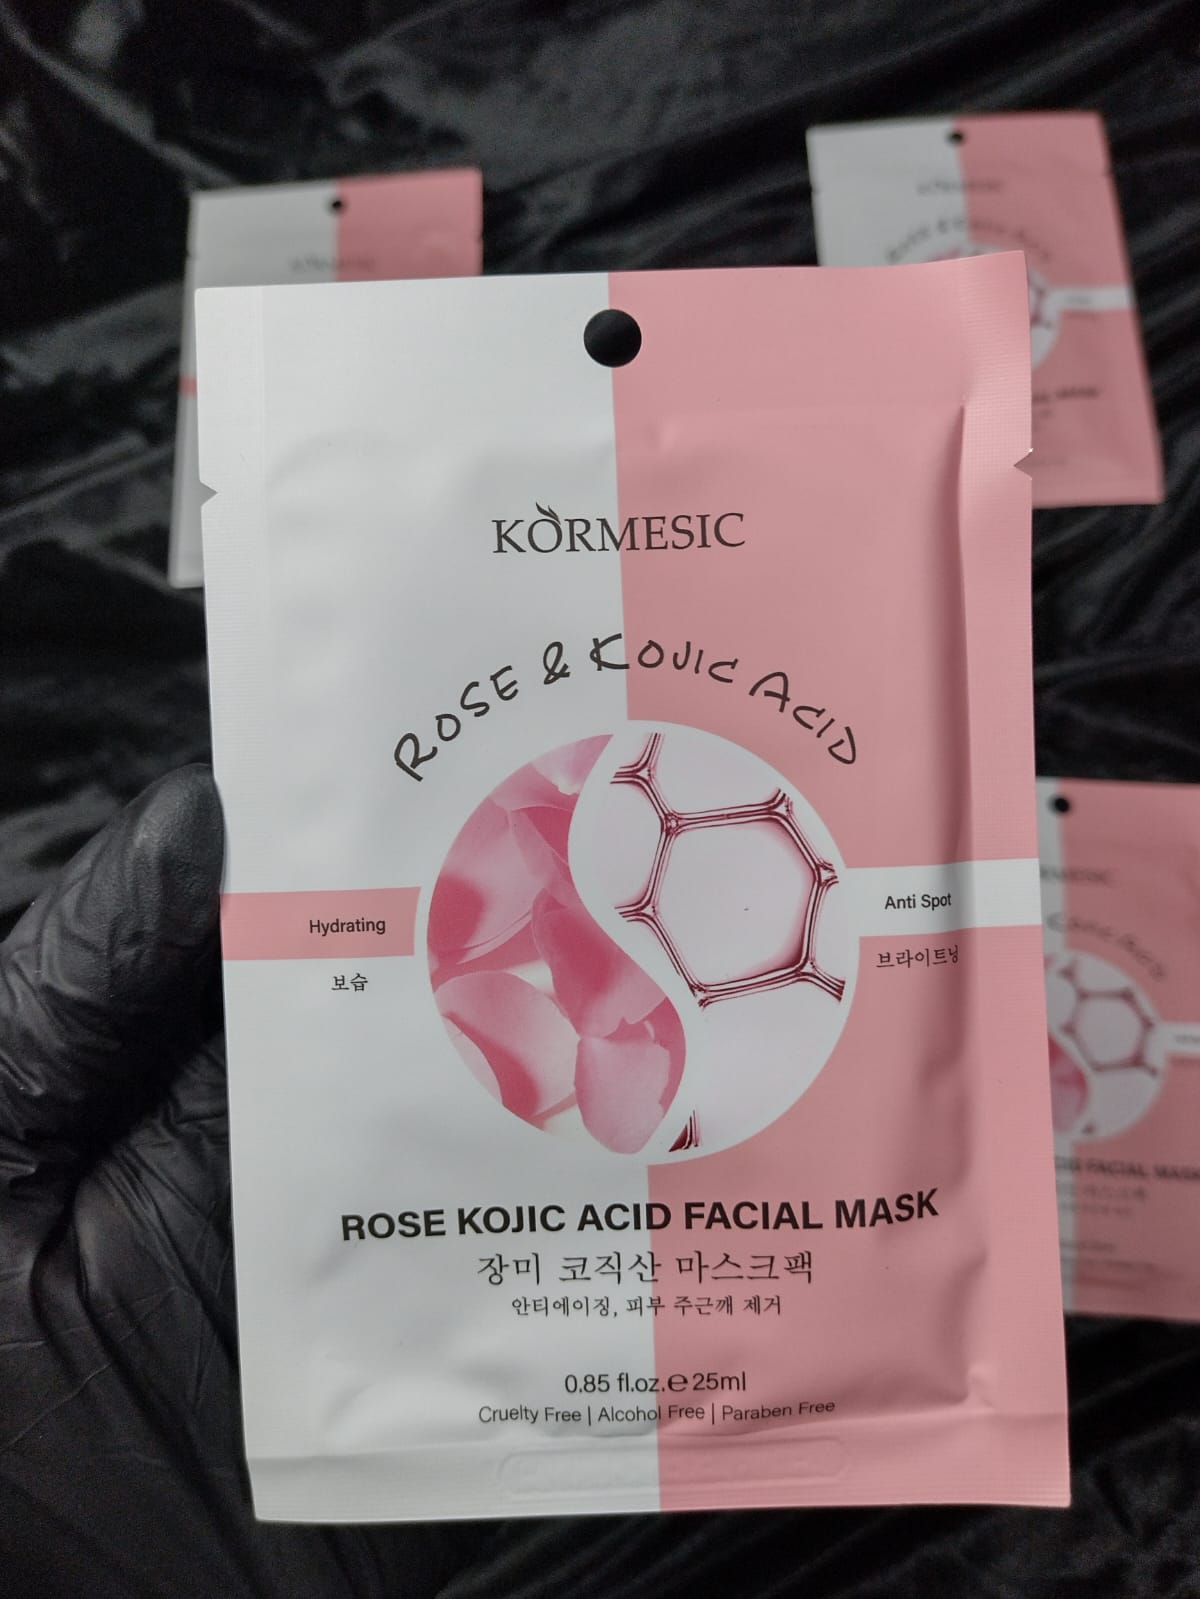 KORMESIC
ROSE & KOJIC ACID
Hydrating
보습
Anti Spot
브라이트닝
ROSE KOJIC ACID FACIAL MASK
장미 코직산 마스크팩
안티에이징, 피부 주근깨 제거
0.85 fl.oz.℮25ml
Cruelty Free | Alcohol Free | Paraben Free